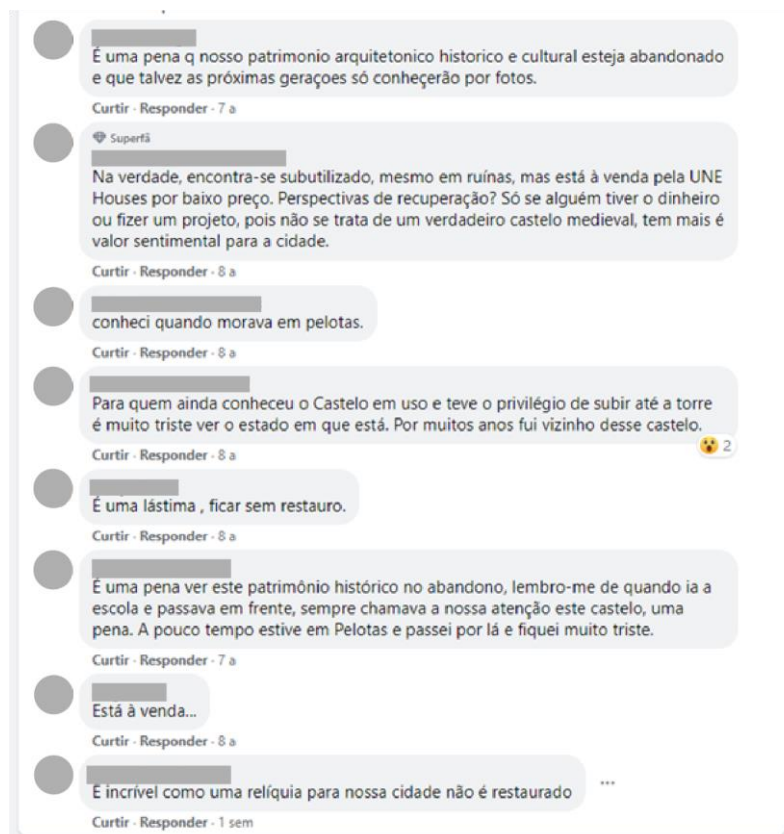 É uma pena q nosso patrimonio arquitetonico historico e cultural esteja abandonado
e que talvez as próximas geraçoes só conheçerão por fotos.
Curtir · Responder · 7 a
Superfã
Na verdade, encontra-se subutilizado, mesmo em ruínas, mas está à venda pela UNE
Houses por baixo preço. Perspectivas de recuperação? Só se alguém tiver o dinheiro
ou fizer um projeto, pois não se trata de um verdadeiro castelo medieval, tem mais é
valor sentimental para a cidade.
Curtir · Responder · 8 a
conheci quando morava em pelotas.
Curtir · Responder · 8 a
Para quem ainda conheceu o Castelo em uso e teve o privilégio de subir até a torre
é muito triste ver o estado em que está. Por muitos anos fui vizinho desse castelo.
2
Curtir · Responder · 8 a
É uma lástima , ficar sem restauro.
Curtir · Responder · 8 a
É uma pena ver este patrimônio histórico no abandono, lembro-me de quando ia a
escola e passava em frente, sempre chamava a nossa atenção este castelo, uma
pena. A pouco tempo estive em Pelotas e passei por lá e fiquei muito triste.
Curtir · Responder · 7 a
Está à venda...
Curtir · Responder · 8 a
É incrível como uma relíquia para nossa cidade não é restaurado
Curtir · Responder · 1 sem